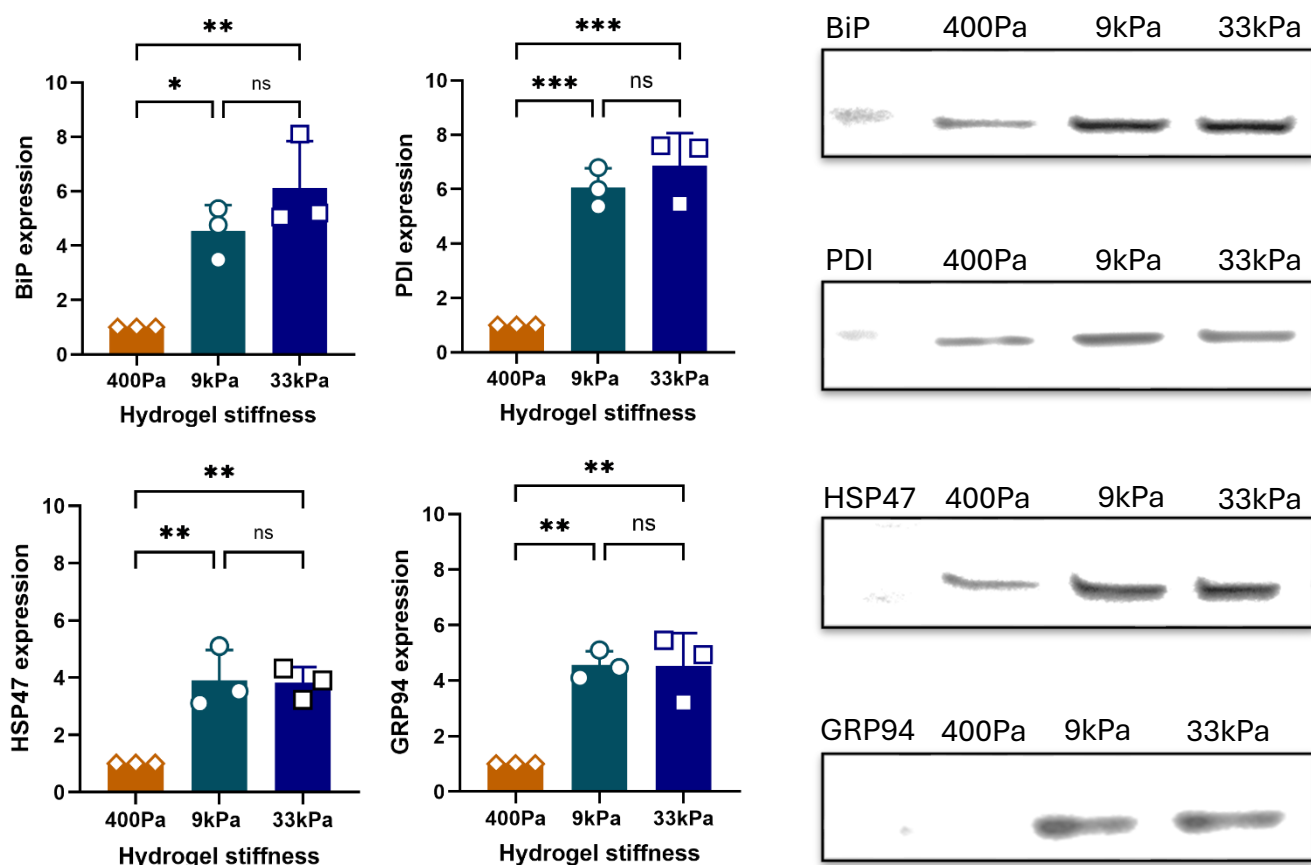 **
*
ns
10
8
6
4
2
0
BiP expression
400Pa 9kPa 33kPa
Hydrogel stiffness
***
***
ns
10
8
6
4
2
0
PDI expression
400Pa 9kPa 33kPa
Hydrogel stiffness
BiP 400Pa 9kPa 33kPa
PDI 400Pa 9kPa 33kPa
**
**
ns
10
8
6
4
2
0
HSP47 expression
400Pa 9kPa 33kPa
Hydrogel stiffness
**
**
ns
10
8
6
4
2
0
GRP94 expression
400Pa 9kPa 33kPa
Hydrogel stiffness
HSP47 400Pa 9kPa 33kPa
GRP94 400Pa 9kPa 33kPa